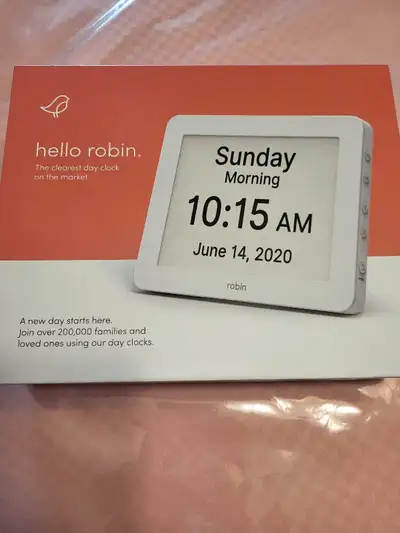 hello robin.
The clearest day clock
on the market.
Sunday
Morning
10:15 AM
June 14, 2020
robin
A new day starts here.
Join over 200,000 families and
loved ones using our day clocks.